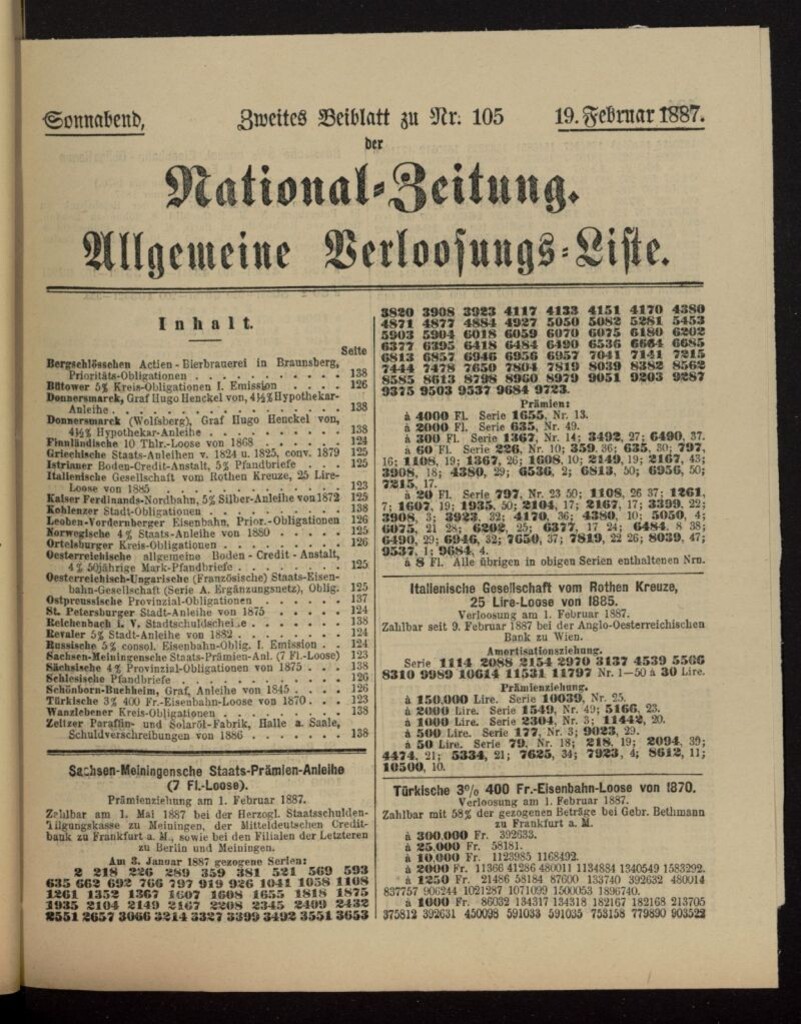 Sonnabend,
Zweites Beiblatt zu Nr. 105
19. Februar 1887.
der
National-Zeitung.
Allgemeine Verloosungs-Liste.
Inhalt.
Seite
Bergschlösschen Actien-Bierbrauerei in Braunsberg,
Prioritäts-Obligationen . . . . . . . . . 138
Bütower 5% Kreis-Obligationen I. Emission . . . . 126
Donnersmarck, Graf Hugo Henckel von, 4½% Hypothekar-
Anleihe . . . . . . . . . . . . . . . . 138
Donnersmarck (Wolfsberg), Graf Hugo Henckel von,
4½% Hypothekar-Anleihe . . . . . . . . . 138
Finnländische 10 Thlr.-Loose von 1868 . . . . . . 124
Griechische Staats-Anleihen v. 1824 u. 1825, conv. 1879 125
Istrianer Boden-Credit-Anstalt, 5% Pfandbriefe . . . 125
Italienische Gesellschaft vom Rothen Kreuze, 25 Lire-
Loose von 1885 . . . . . . . . . . . . . 123
Kaiser Ferdinands-Nordbahn, 5% Silber-Anleihe von 1872 125
Koblenzer Stadt-Obligationen . . . . . . . . . 138
Leoben-Vordernberger Eisenbahn, Prior.-Obligationen 126
Norwegische 4% Staats-Anleihe von 1880 . . . . . 125
Ortelsburger Kreis-Obligationen . . . . . . . . 126
Oesterreichische allgemeine Boden-Credit-Anstalt,
4% 50jährige Mark-Pfandbriefe . . . . . . . 125
Oesterreichisch-Ungarische (Französische) Staats-Eisen-
bahn-Gesellschaft (Serie A. Ergänzungsnetz), Oblig. 125
Ostpreussische Provinzial-Obligationen . . . . . . 137
St. Petersburger Stadt-Anleihe von 1875 . . . . . 124
Reichenbach i. V. Stadtschuldscheine . . . . . . 138
Revaler 5% Stadt-Anleihe von 1882 . . . . . . . 124
Russische 5% consol. Eisenbahn-Oblig. I. Emission . . 124
Sachsen-Meiningensche Staats-Prämien-Anl. (7 Fl.-Loose) 123
Sächsische 4% Provinzial-Obligationen von 1875 . . . 138
Schlesische Pfandbriefe . . . . . . . . . . . 126
Schönborn-Buchheim, Graf, Anleihe von 1845 . . . . 126
Türkische 3% 400 Fr.-Eisenbahn-Loose von 1870 . . . 123
Wanzlebener Kreis-Obligationen . . . . . . . . 138
Zeitzer Paraffin- und Solaröl-Fabrik, Halle a. Saale,
Schuldverschreibungen von 1886 . . . . . . . 138
Sachsen-Meiningensche Staats-Prämien-Anleihe
(7 Fl.-Loose).
Prämienziehung am 1. Februar 1887.
Zahlbar am 1. Mai 1887 bei der Herzogl. Staatsschulden-
Tilgungskasse zu Meiningen, der Mitteldeutschen Credit-
bank zu Frankfurt a. M., sowie bei den Filialen der Letzteren
zu Berlin und Meiningen.
Am 3. Januar 1887 gezogene Serien:
2 218 226 289 359 381 521 569 593
635 662 692 766 797 919 926 1041 1058 1108
1261 1352 1367 1607 1608 1655 1818 1875
1935 2104 2149 2167 2208 2345 2409 2432
2551 2657 3066 3214 3327 3399 3492 3551 3653
3820 3908 3923 4117 4133 4151 4170 4380
4871 4877 4884 4927 5050 5082 5281 5453
5903 5904 6018 6059 6070 6075 6180 6202
6377 6395 6418 6484 6490 6536 6664 6685
6813 6857 6946 6956 6957 7041 7141 7215
7444 7478 7650 7804 7819 8039 8382 8562
8585 8613 8798 8960 8979 9051 9203 9287
9375 9503 9537 9684 9723.
Prämien:
à 4000 Fl. Serie 1655, Nr. 13.
à 2000 Fl. Serie 635, Nr. 49.
à 300 Fl. Serie 1367, Nr. 14; 3492, 27; 6490, 37.
à 60 Fl. Serie 226, Nr. 10; 359, 36; 635, 30; 797,
16; 1108, 19; 1367, 26; 1608, 10; 2149, 19; 2167, 43;
3908, 18; 4380, 29; 6536, 2; 6813, 50; 6956, 50;
7215, 17.
à 20 Fl. Serie 797, Nr. 23 50; 1108, 26 37; 1261,
7; 1607, 19; 1935, 50; 2104, 17; 2167, 17; 3399, 22;
3908, 3; 3923, 32; 4170, 36; 4380, 10; 5050, 4;
6075, 21 28; 6202, 25; 6377, 17 24; 6484, 8 38;
6490, 29; 6946, 32; 7650, 37; 7819, 22 26; 8039, 47;
9537, 1; 9684, 4.
à 8 Fl. Alle übrigen in obigen Serien enthaltenen Nrn.
Italienische Gesellschaft vom Rothen Kreuze,
25 Lire-Loose von 1885.
Verloosung am 1. Februar 1887.
Zahlbar seit 9. Februar 1887 bei der Anglo-Oesterreichischen
Bank zu Wien.
Amortisationsziehung.
Serie 1114 2088 2154 2970 3137 4539 5566
8310 9989 10614 11531 11797 Nr. 1—50 à 30 Lire.
Prämienziehung.
à 150,000 Lire. Serie 10039, Nr. 25.
à 2000 Lire. Serie 1549, Nr. 49; 5166, 23.
à 1000 Lire. Serie 2304, Nr. 3; 11442, 20.
à 500 Lire. Serie 177, Nr. 3; 9023, 29.
à 50 Lire. Serie 79, Nr. 18; 218, 19; 2094, 39;
4474, 21; 5334, 21; 7625, 34; 7923, 4; 8612, 11;
10500, 10.
Türkische 3% 400 Fr.-Eisenbahn-Loose von 1870.
Verloosung am 1. Februar 1887.
Zahlbar mit 58% der gezogenen Beträge bei Gebr. Bethmann
zu Frankfurt a. M.
à 300,000 Fr. 392633.
à 25,000 Fr. 58181.
à 10,000 Fr. 1123985 1168492.
à 2000 Fr. 11366 41286 480011 1134884 1340549 1583292.
à 1250 Fr. 21486 58184 87600 133740 392632 480014
837757 906244 1021287 1071099 1500053 1896740.
à 1000 Fr. 86032 134317 134318 182167 182168 213705
375812 392631 450098 591033 591035 753158 779890 903522